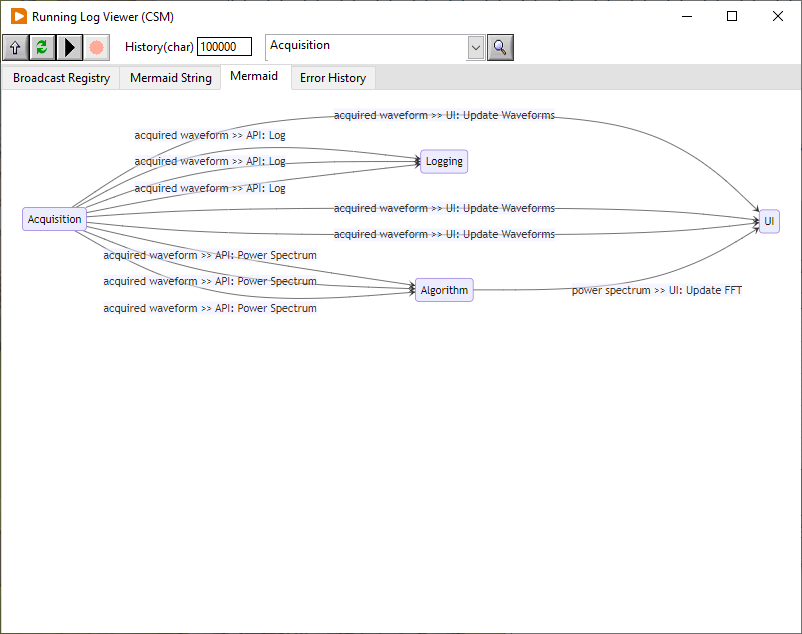 Running Log Viewer (CSM)
History(char) 100000 Acquisition
Broadcast Registry Mermaid String Mermaid Error History
acquired waveform >> UI: Update Waveforms
acquired waveform >> API: Log
acquired waveform >> API: Log
Logging
acquired waveform >> API: Log
acquired waveform >> UI: Update Waveforms
Acquisition
UI
acquired waveform >> UI: Update Waveforms
acquired waveform >> API: Power Spectrum
acquired waveform >> API: Power Spectrum
Algorithm
power spectrum >> UI: Update FFT
acquired waveform >> API: Power Spectrum